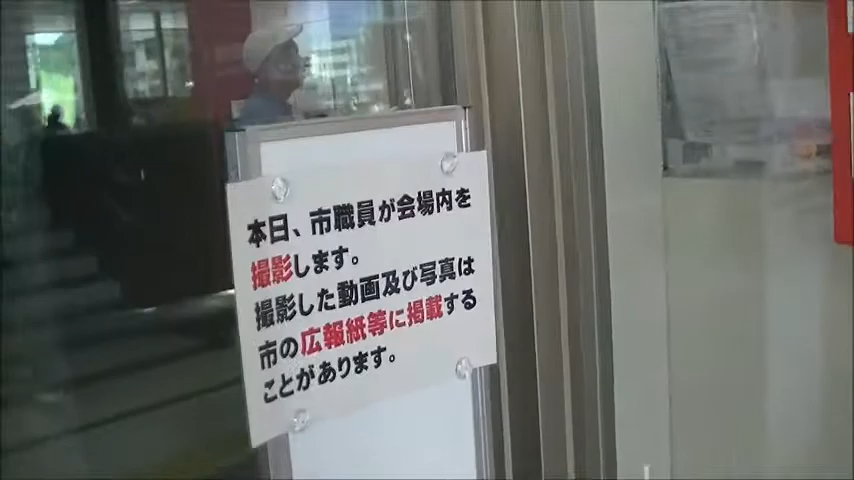 本日、市職員が会場内を
撮影します。
撮影した動画及び写真は
市の広報紙等に掲載する
ことがあります。